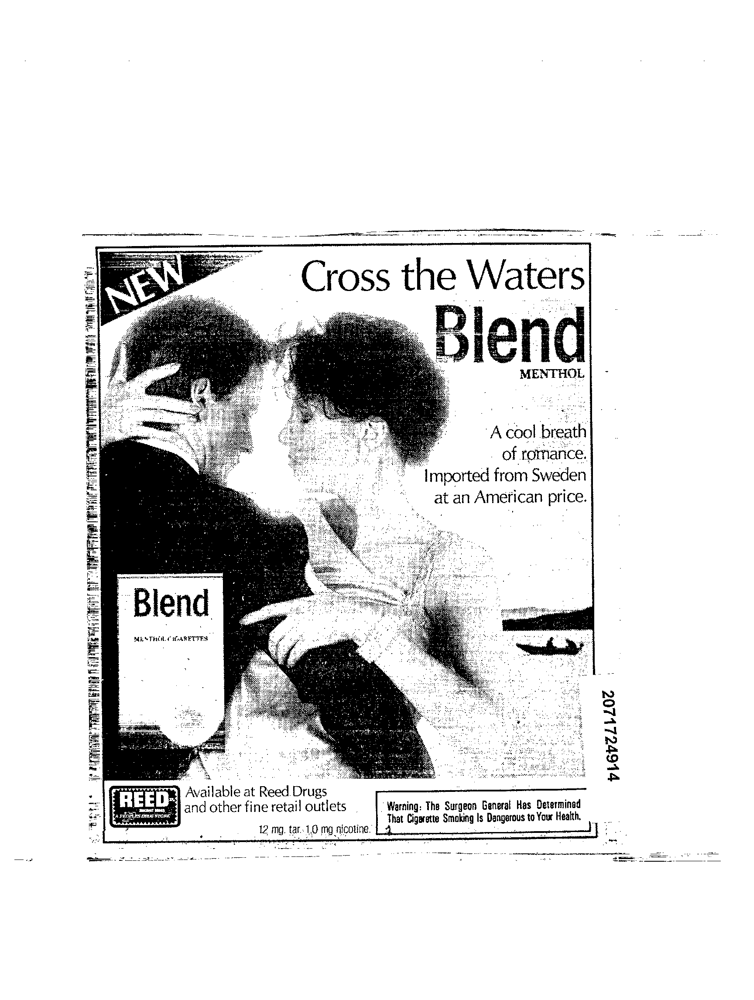 NEW
Cross the Waters
Blend
MENTHOL
A cool breath
of romance.
Imported from Sweden
at an American price.
Blend
MENTHOL CIGARETTES
2071724914
REED
Available at Reed Drugs
and other fine retail outlets
12 mg. tar. 1.0 mg nicotine.
Warning: The Surgeon General Has Determined
That Cigarette Smoking Is Dangerous to Your Health.